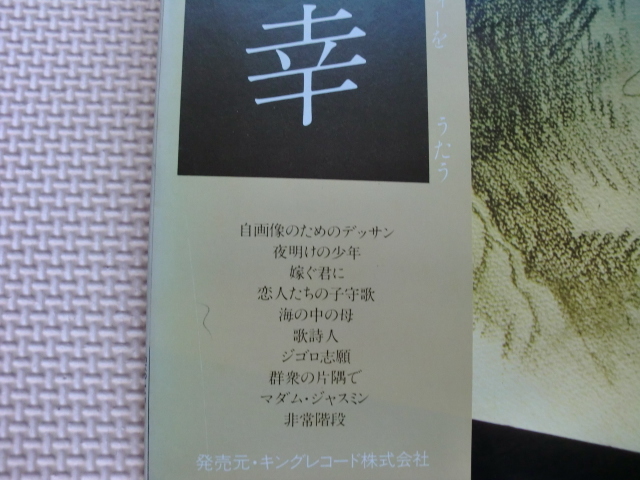 幸
ーを うたう
自画像のためのデッサン
夜明けの少年
嫁ぐ君に
恋人たちの子守歌
海の中の母
歌詩人
ジゴロ志願
群衆の片隅で
マダム・ジャスミン
非常階段
発売元・キングレコード株式会社